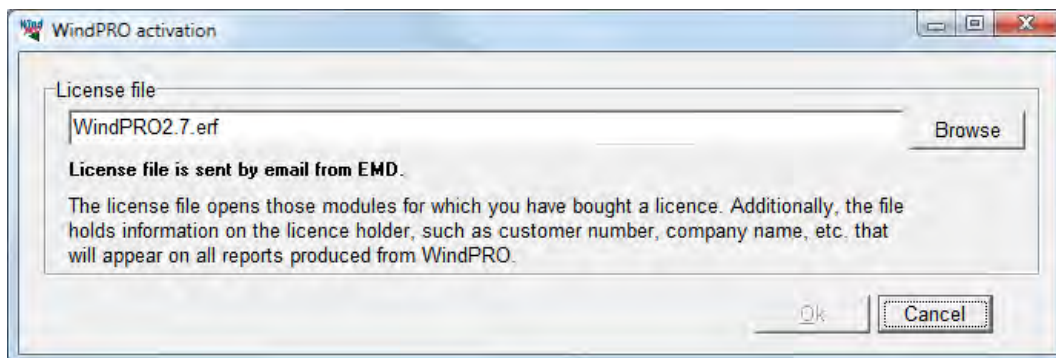 Wind
WindPRO activation
License file
WindPRO2.7.erf
Browse
License file is sent by email from EMD.
The license file opens those modules for which you have bought a licence. Additionally, the file
holds information on the licence holder, such as customer number, company name, etc. that
will appear on all reports produced from WindPRO.
Ok
Cancel